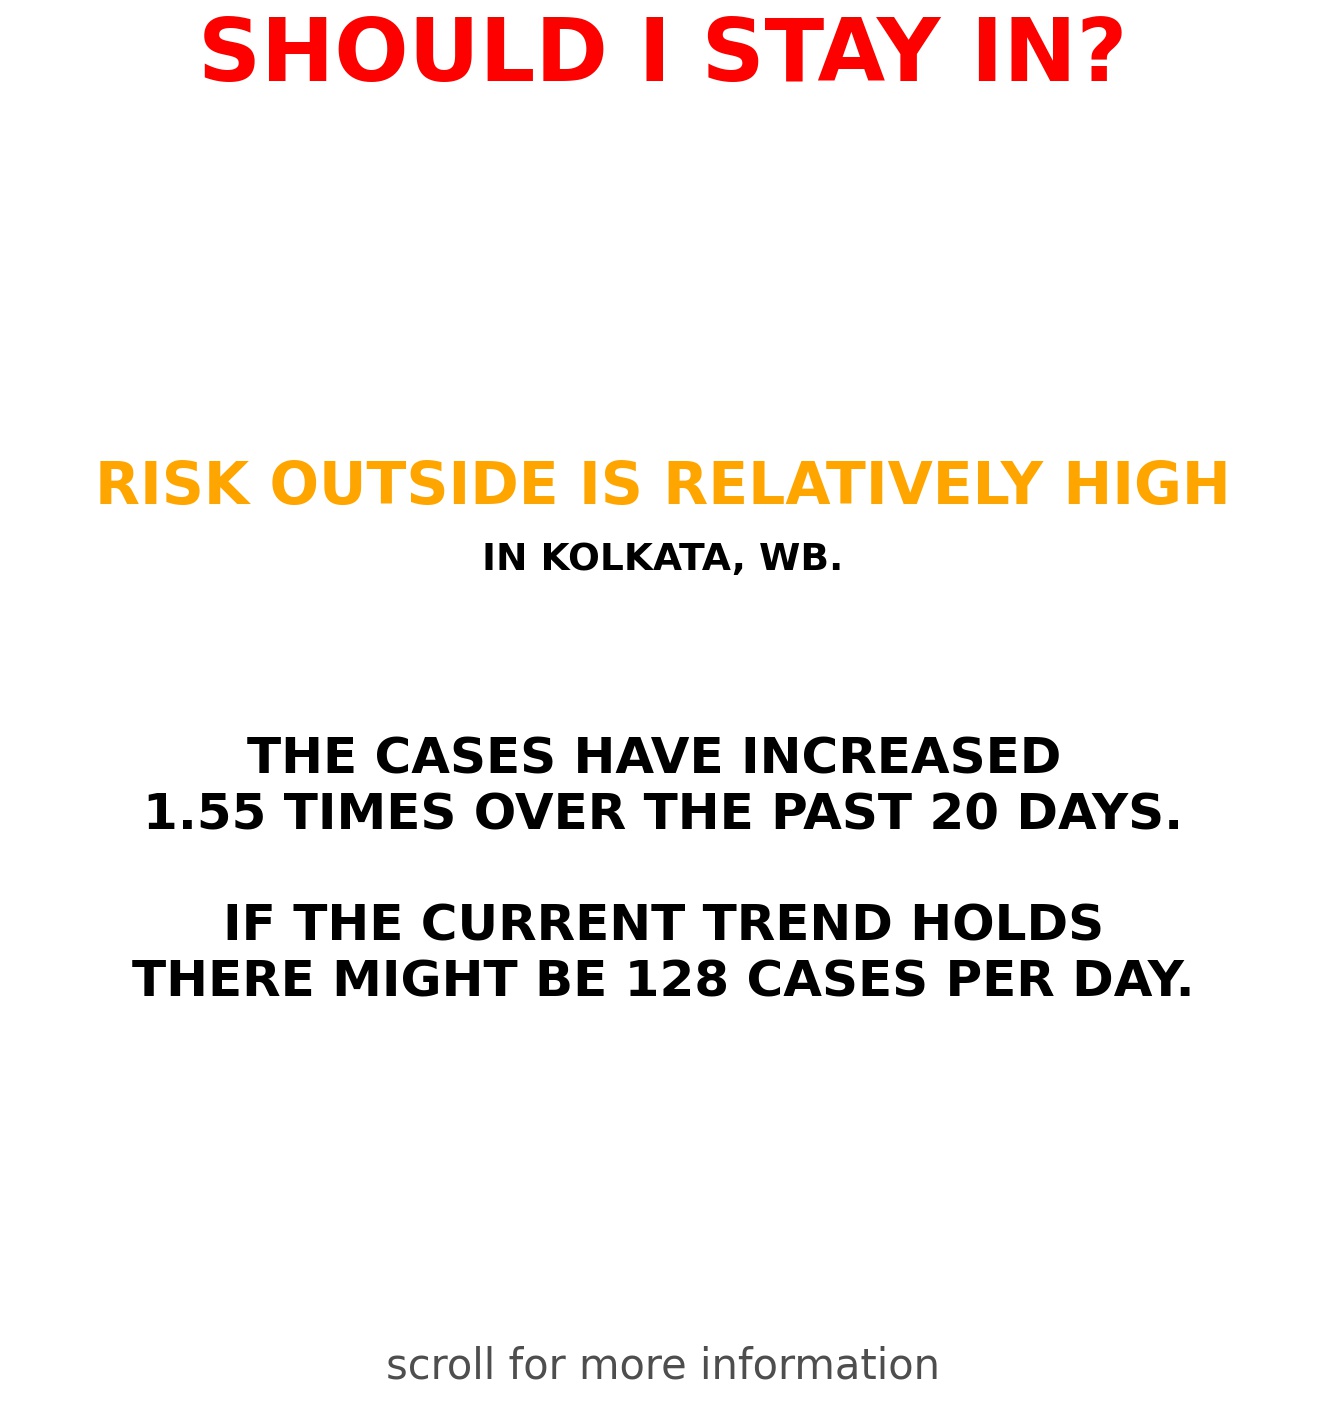 SHOULD I STAY IN?
RISK OUTSIDE IS RELATIVELY HIGH
IN KOLKATA, WB.
THE CASES HAVE INCREASED
1.55 TIMES OVER THE PAST 20 DAYS.
IF THE CURRENT TREND HOLDS
THERE MIGHT BE 128 CASES PER DAY.
scroll for more information